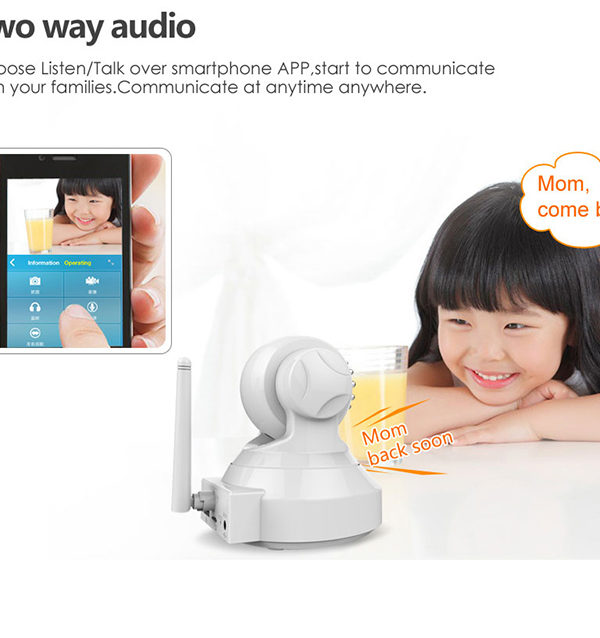 wo way audio
oose Listen/Talk over smartphone APP,start to communicate
your families.Communicate at anytime anywhere.
Mom,
come b
Information Operating
Mom
back soon